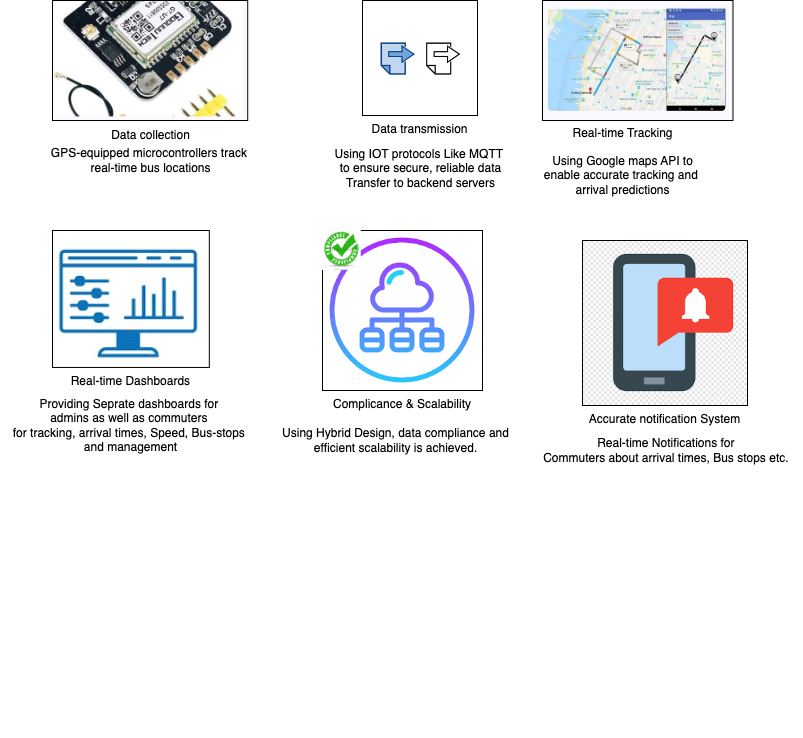 Data collection
GPS-equipped microcontrollers track
real-time bus locations
Data transmission
Using IOT protocols Like MQTT
to ensure secure, reliable data
Transfer to backend servers
Real-time Tracking
Using Google maps API to
enable accurate tracking and
arrival predictions
Real-time Dashboards
Providing Seprate dashboards for
admins as well as commuters
for tracking, arrival times, Speed, Bus-stops
and management
Complicance & Scalability
Using Hybrid Design, data compliance and
efficient scalability is achieved.
Accurate notification System
Real-time Notifications for
Commuters about arrival times, Bus stops etc.